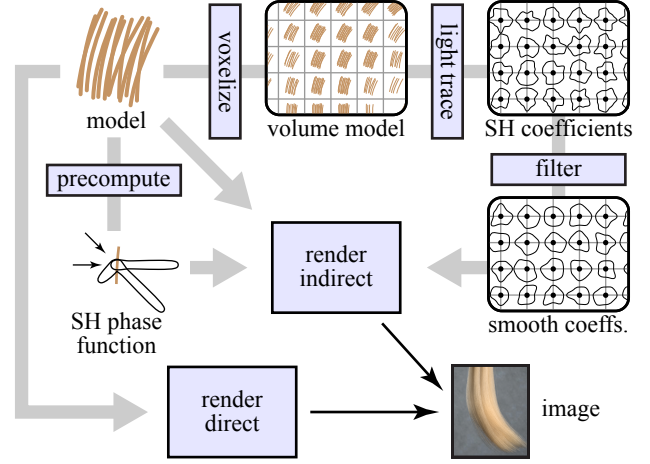 voxelize
light trace
model
volume model
SH coefficients
precompute
filter
render
indirect
SH phase
function
smooth coeffs.
render
direct
image